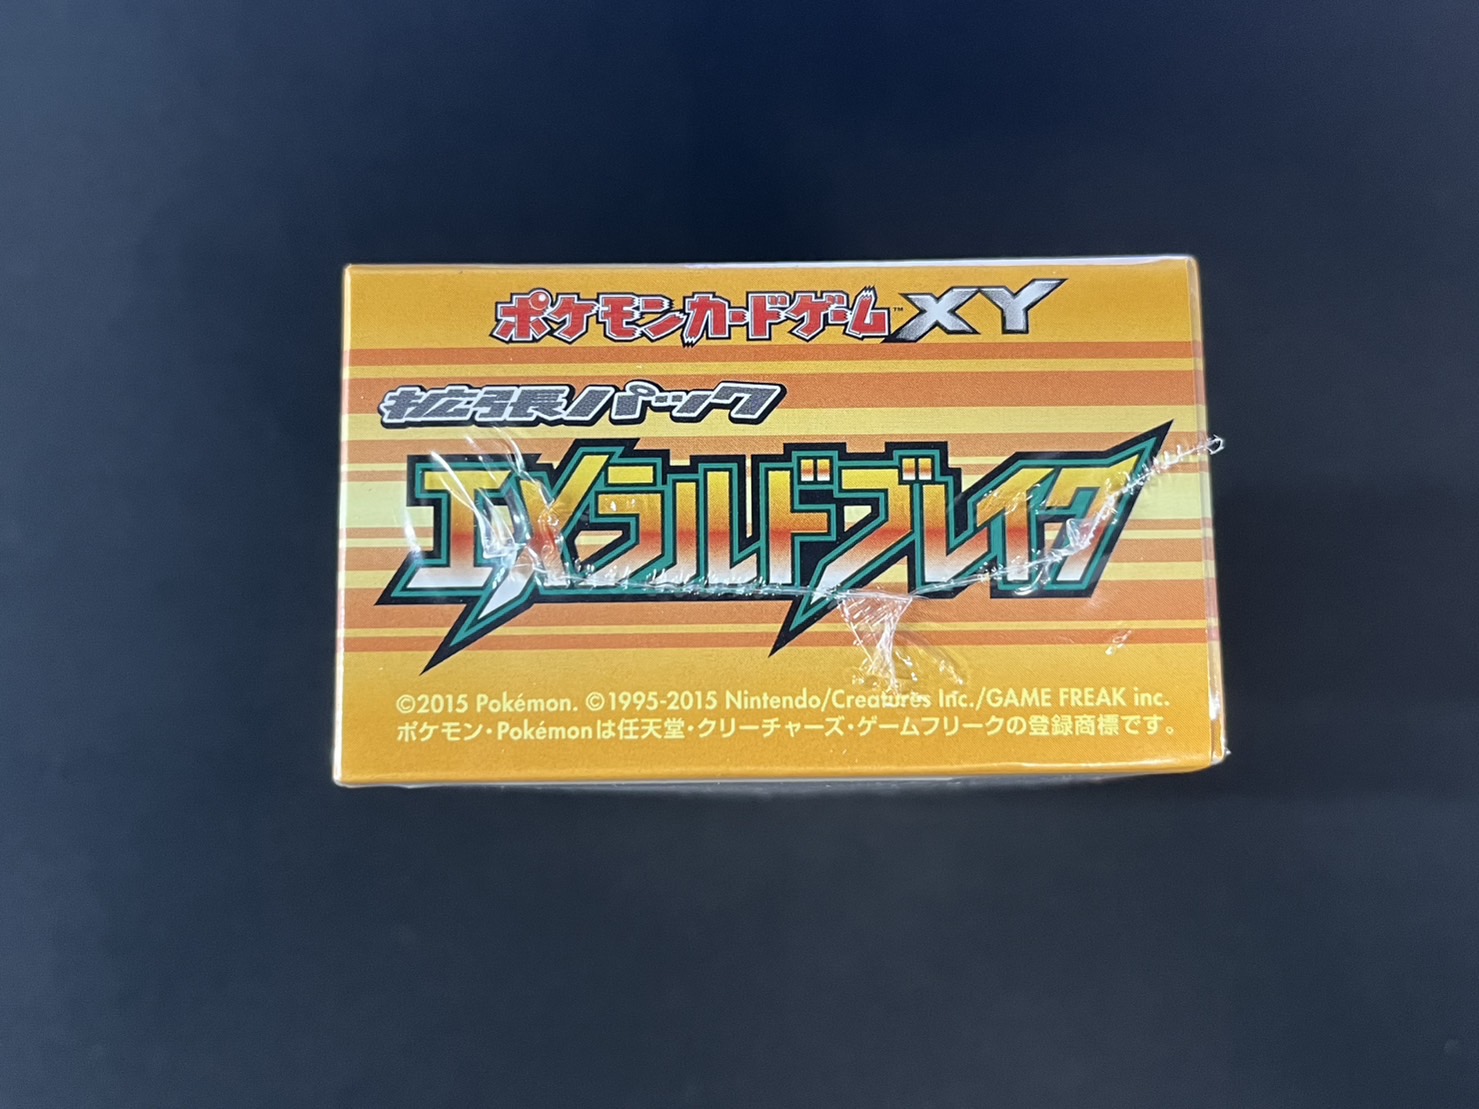 ポケモンカードゲーム™ XY
拡張パック
エメラルドブレイク
©2015 Pokémon. ©1995-2015 Nintendo/Creatures Inc./GAME FREAK inc.
ポケモン・Pokémonは任天堂・クリーチャーズ・ゲームフリークの登録商標です。